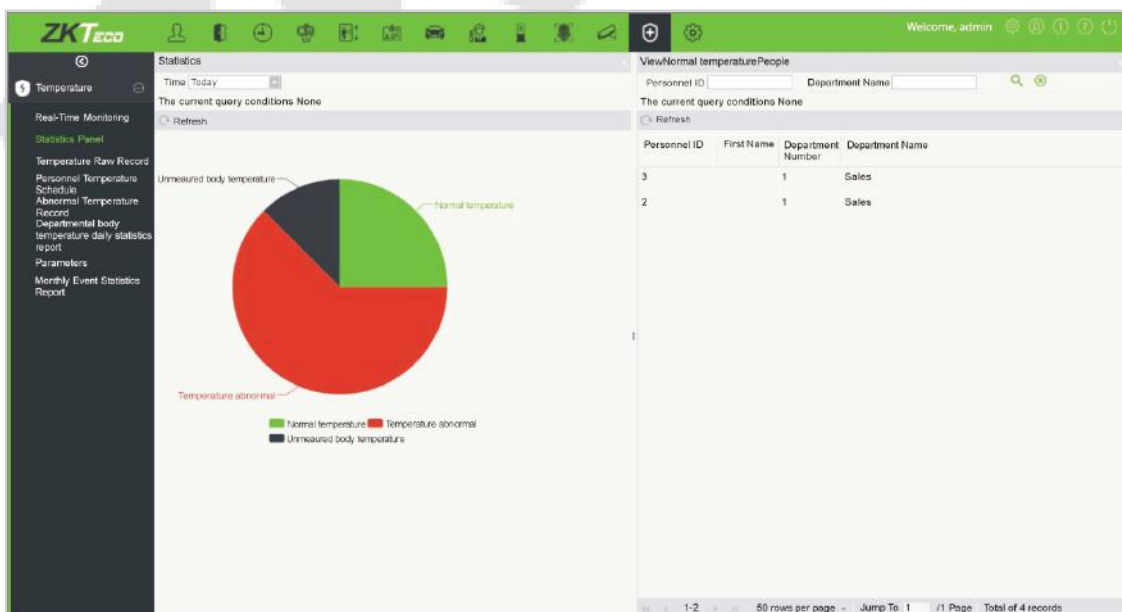 ZKTeco
Welcome, admin
Temperature
Real-Time Monitoring
Statistics Panel
Temperature Raw Record
Personnel Temperature
Schedule
Abnormal Temperature
Record
Departmental body
temperature daily statistics
report
Parameters
Monthly Event Statistics
Report
Statistics
Time Today
The current query conditions None
Refresh
Unmeaured body temperature
Normal temperature
Temperature abnormal
Normal temperature Temperature abnormal
Unmeaured body temperature
ViewNormal temperaturePeople
Personnel ID Department Name
The current query conditions None
Refresh
Personnel ID First Name Department Department Name
Number
3 1 Sales
2 1 Sales
1-2 50 rows per page Jump To 1 /1 Page Total of 4 records